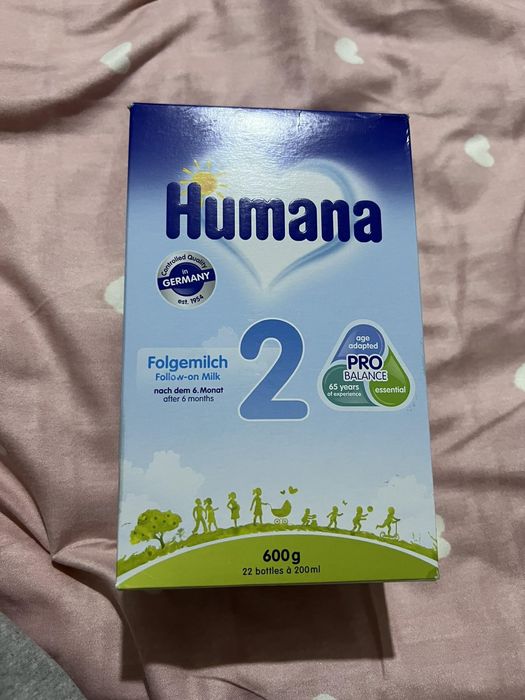 Humana
Controlled Quality
in
GERMANY
est. 1954
2
Folgemilch
Follow-on Milk
nach dem 6. Monat
after 6 months
age
adapted
PRO
BALANCE
65 years
of experience
essential
600g
22 bottles à 200ml